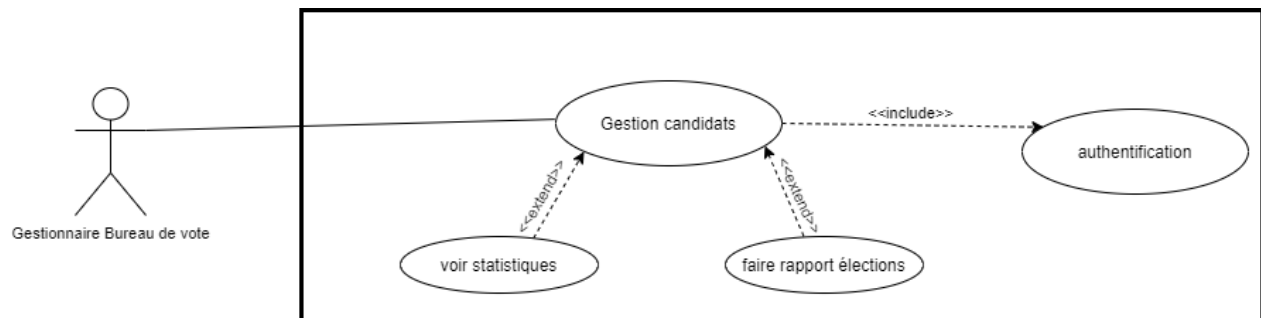 Gestion candidats
<<include>>
authentification
<<extend>>
<<extend>>
Gestionnaire Bureau de vote
voir statistiques
faire rapport élections